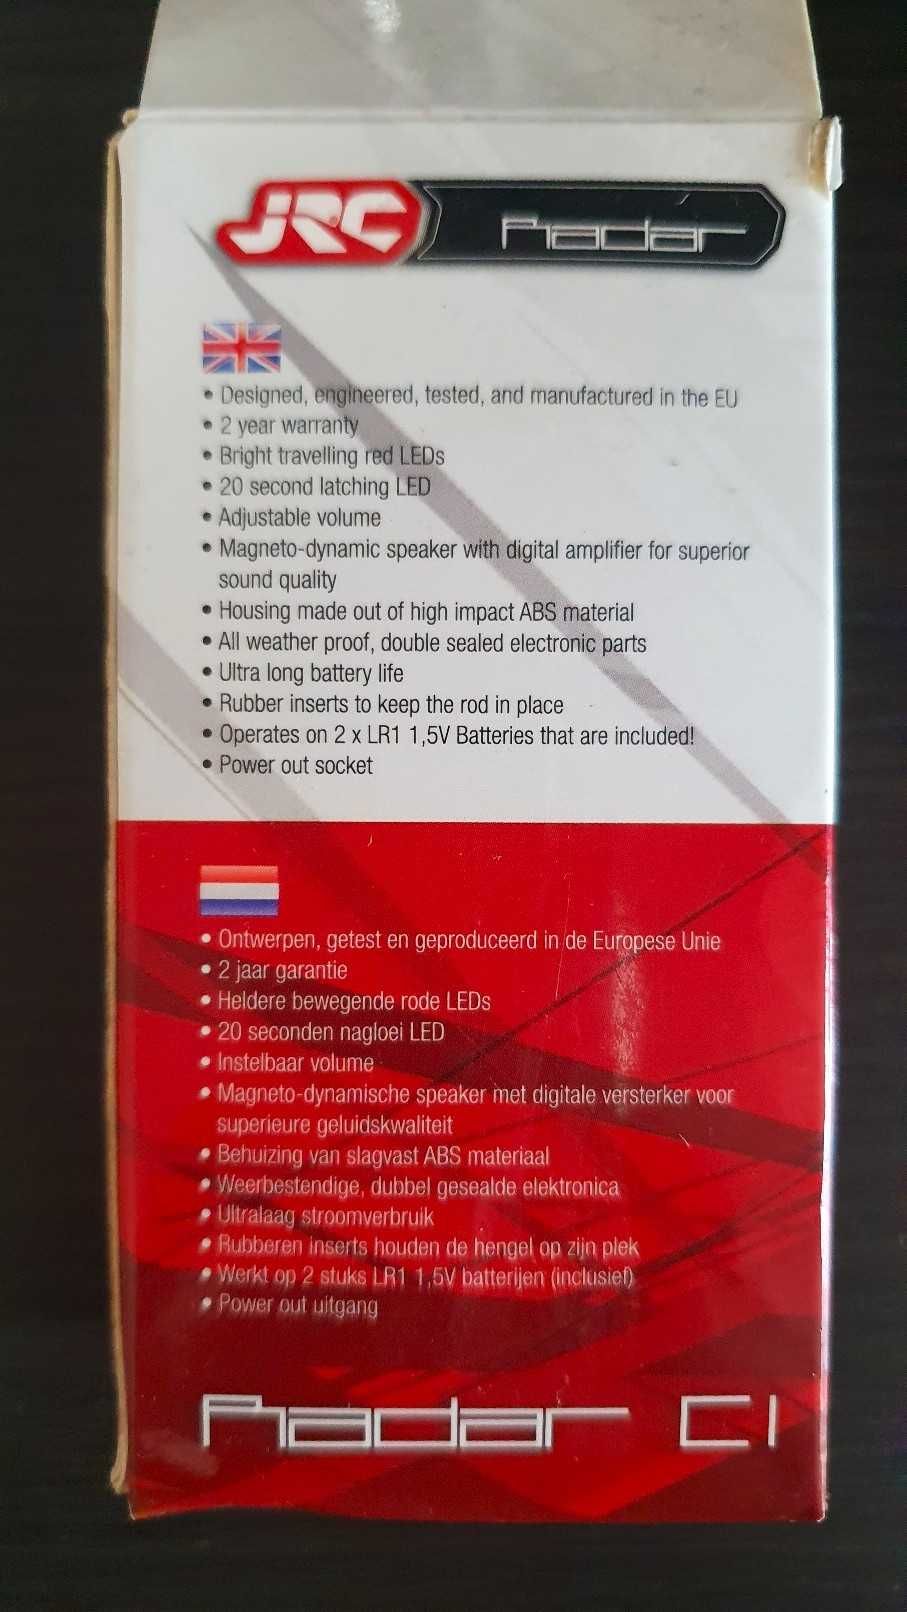 JRC Radar
• Designed, engineered, tested, and manufactured in the EU
• 2 year warranty
• Bright travelling red LEDs
• 20 second latching LED
• Adjustable volume
• Magneto-dynamic speaker with digital amplifier for superior
sound quality
• Housing made out of high impact ABS material
• All weather proof, double sealed electronic parts
• Ultra long battery life
• Rubber inserts to keep the rod in place
• Operates on 2 x LR1 1,5V Batteries that are included!
• Power out socket
• Ontwerpen, getest en geproduceerd in de Europese Unie
• 2 jaar garantie
• Heldere bewegende rode LEDs
• 20 seconden nagloei LED
• Instelbaar volume
• Magneto-dynamische speaker met digitale versterker voor
superieure geluidskwaliteit
• Behuizing van slagvast ABS materiaal
• Weerbestendige, dubbel gesealde elektronica
• Ultralaag stroomverbruik
• Rubberen inserts houden de hengel op zijn plek
• Werkt op 2 stuks LR1 1,5V batterijen (inclusief)
• Power out uitgang
Radar C1